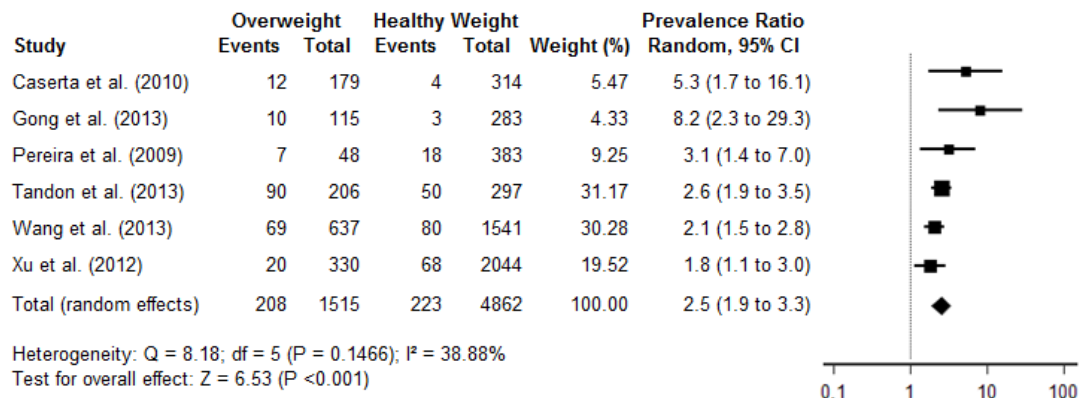 Overweight Healthy Weight Prevalence Ratio
Study Events Total Events Total Weight (%) Random, 95% CI
Caserta et al. (2010) 12 179 4 314 5.47 5.3 (1.7 to 16.1)
Gong et al. (2013) 10 115 3 283 4.33 8.2 (2.3 to 29.3)
Pereira et al. (2009) 7 48 18 383 9.25 3.1 (1.4 to 7.0)
Tandon et al. (2013) 90 206 50 297 31.17 2.6 (1.9 to 3.5)
Wang et al. (2013) 69 637 80 1541 30.28 2.1 (1.5 to 2.8)
Xu et al. (2012) 20 330 68 2044 19.52 1.8 (1.1 to 3.0)
Total (random effects) 208 1515 223 4862 100.00 2.5 (1.9 to 3.3)
Heterogeneity: Q = 8.18; df = 5 (P = 0.1466); I² = 38.88%
Test for overall effect: Z = 6.53 (P <0.001)
0.1 1 10 100